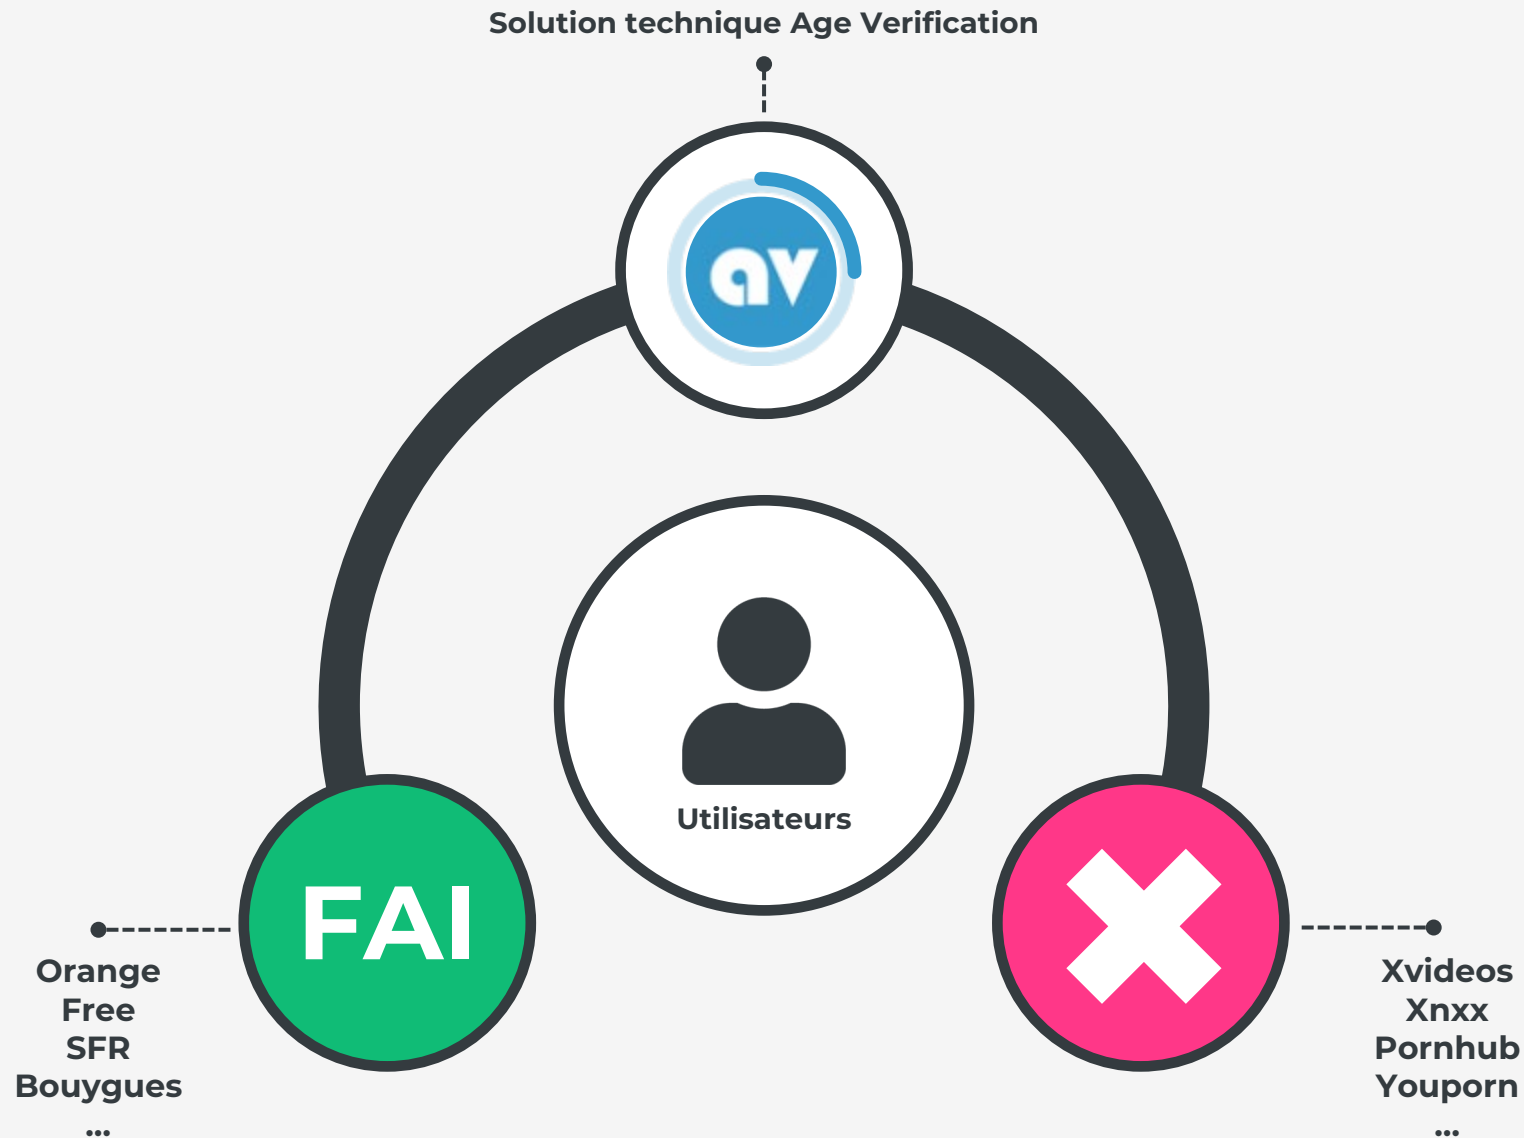 Solution technique Age Verification
av
Utilisateurs
FAI
Orange
Free
SFR
Bouygues
...
Xvideos
Xnxx
Pornhub
Youporn
...